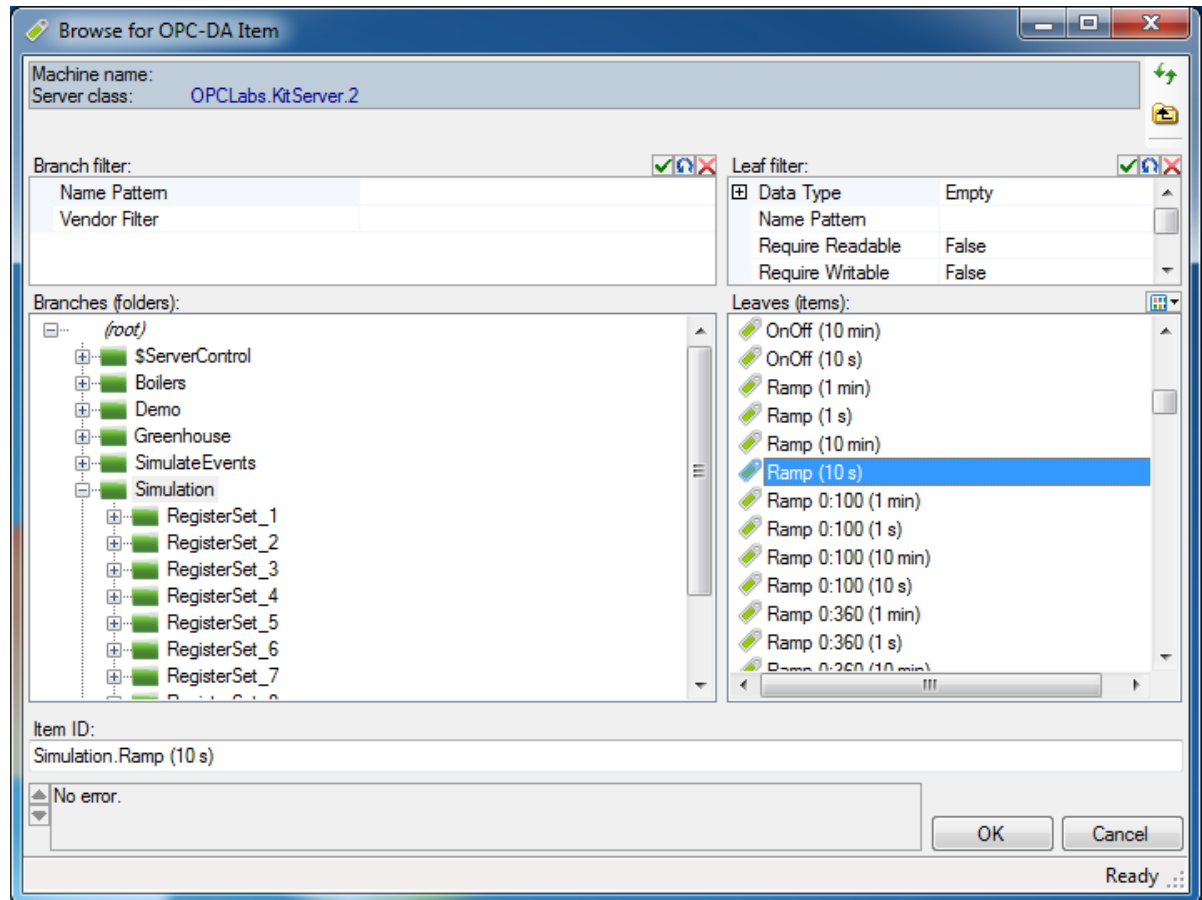 Browse for OPC-DA Item
Machine name:
Server class: OPCLabs.KitServer.2
Branch filter:
Name Pattern
Vendor Filter
Leaf filter:
Data Type Empty
Name Pattern
Require Readable False
Require Writable False
Branches (folders):
(root)
$ServerControl
Boilers
Demo
Greenhouse
SimulateEvents
Simulation
RegisterSet_1
RegisterSet_2
RegisterSet_3
RegisterSet_4
RegisterSet_5
RegisterSet_6
RegisterSet_7
Leaves (items):
OnOff (10 min)
OnOff (10 s)
Ramp (1 min)
Ramp (1 s)
Ramp (10 min)
Ramp (10 s)
Ramp 0:100 (1 min)
Ramp 0:100 (1 s)
Ramp 0:100 (10 min)
Ramp 0:100 (10 s)
Ramp 0:360 (1 min)
Ramp 0:360 (1 s)
Ramp 0:360 (10 min)
Item ID:
Simulation.Ramp (10 s)
No error.
OK Cancel
Ready